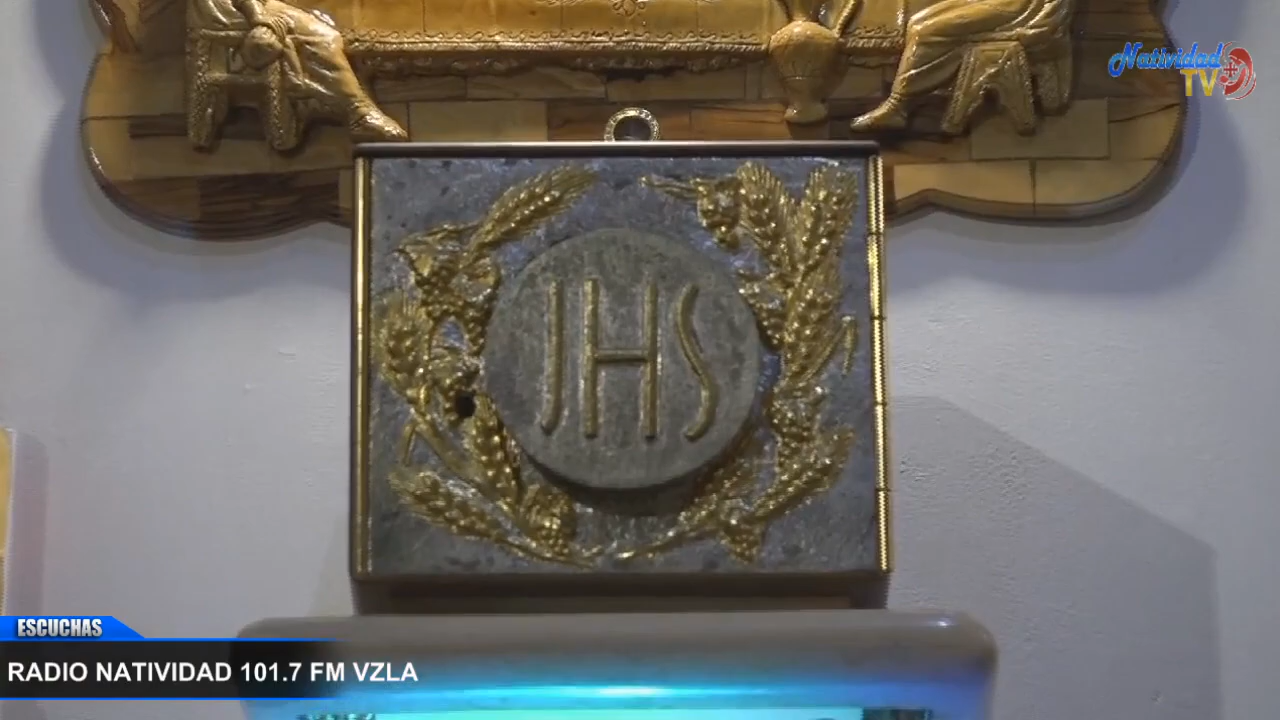 Natividad
TV
JHS
ESCUCHAS
RADIO NATIVIDAD 101.7 FM VZLA